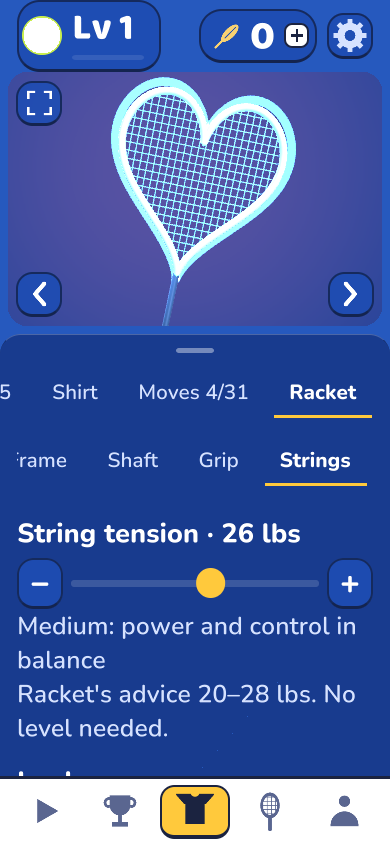 Lv 1
0
5 Shirt Moves 4/31 Racket
Frame Shaft Grip Strings
String tension · 26 lbs
Medium: power and control in
balance
Racket's advice 20–28 lbs. No
level needed.